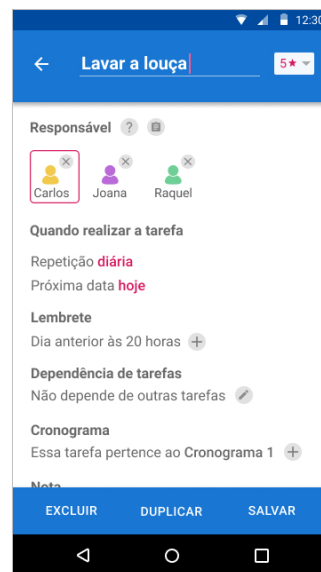 12:30
Lavar a louça
5★
Responsável ?
Carlos Joana Raquel
Quando realizar a tarefa
Repetição diária
Próxima data hoje
Lembrete
Dia anterior às 20 horas +
Dependência de tarefas
Não depende de outras tarefas
Cronograma
Essa tarefa pertence ao Cronograma 1 +
Nota
EXCLUIR DUPLICAR SALVAR